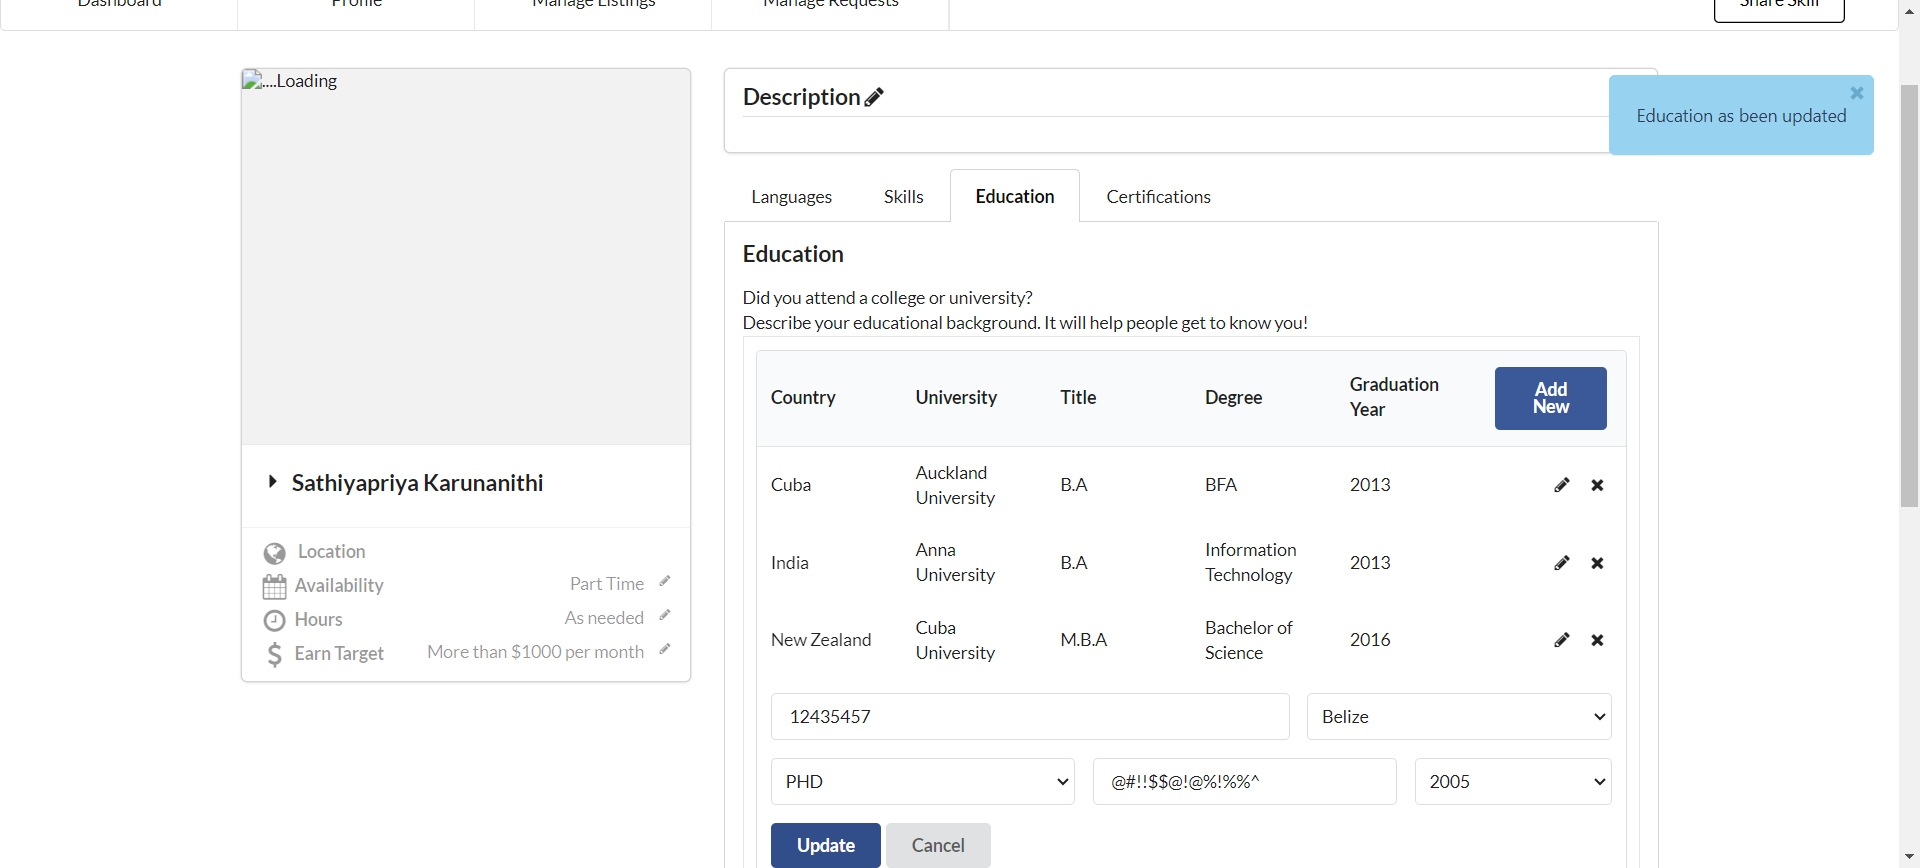 Dashboard
Profile
Manage Listings
Manage Requests
Share Skill
....Loading
Description
Education as been updated
Languages
Skills
Education
Certifications
Education
Did you attend a college or university?
Describe your educational background. It will help people get to know you!
Country
University
Title
Degree
Graduation
Year
Add
New
Cuba
Auckland
University
B.A
BFA
2013
India
Anna
University
B.A
Information
Technology
2013
New Zealand
Cuba
University
M.B.A
Bachelor of
Science
2016
12435457
Belize
PHD
@#!!$$@!@%!%%^
2005
Update
Cancel
Sathiyapriya Karunanithi
Location
Availability
Part Time
Hours
As needed
Earn Target
More than $1000 per month